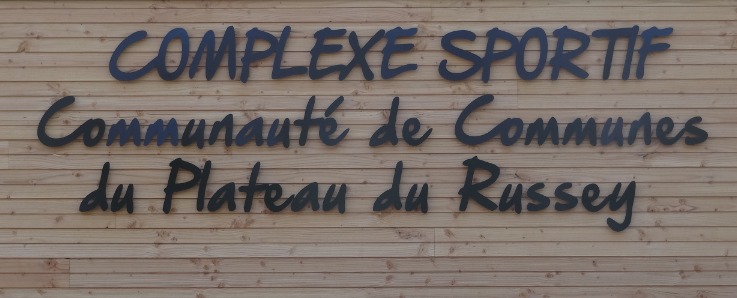 COMPLEXE SPORTIF
Communauté de Communes
du Plateau du Russey